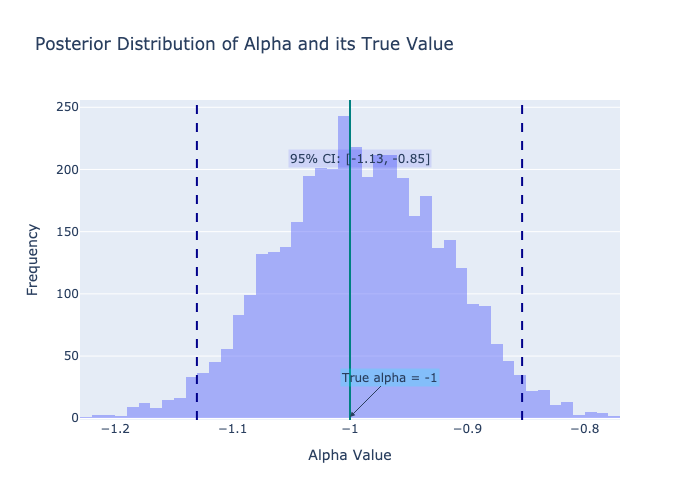 Posterior Distribution of Alpha and its True Value
250
95% CI: [-1.13, -0.85]
200
150
Frequency
100
50
True alpha = -1
0
−1.2 −1.1 −1 −0.9 −0.8
Alpha Value